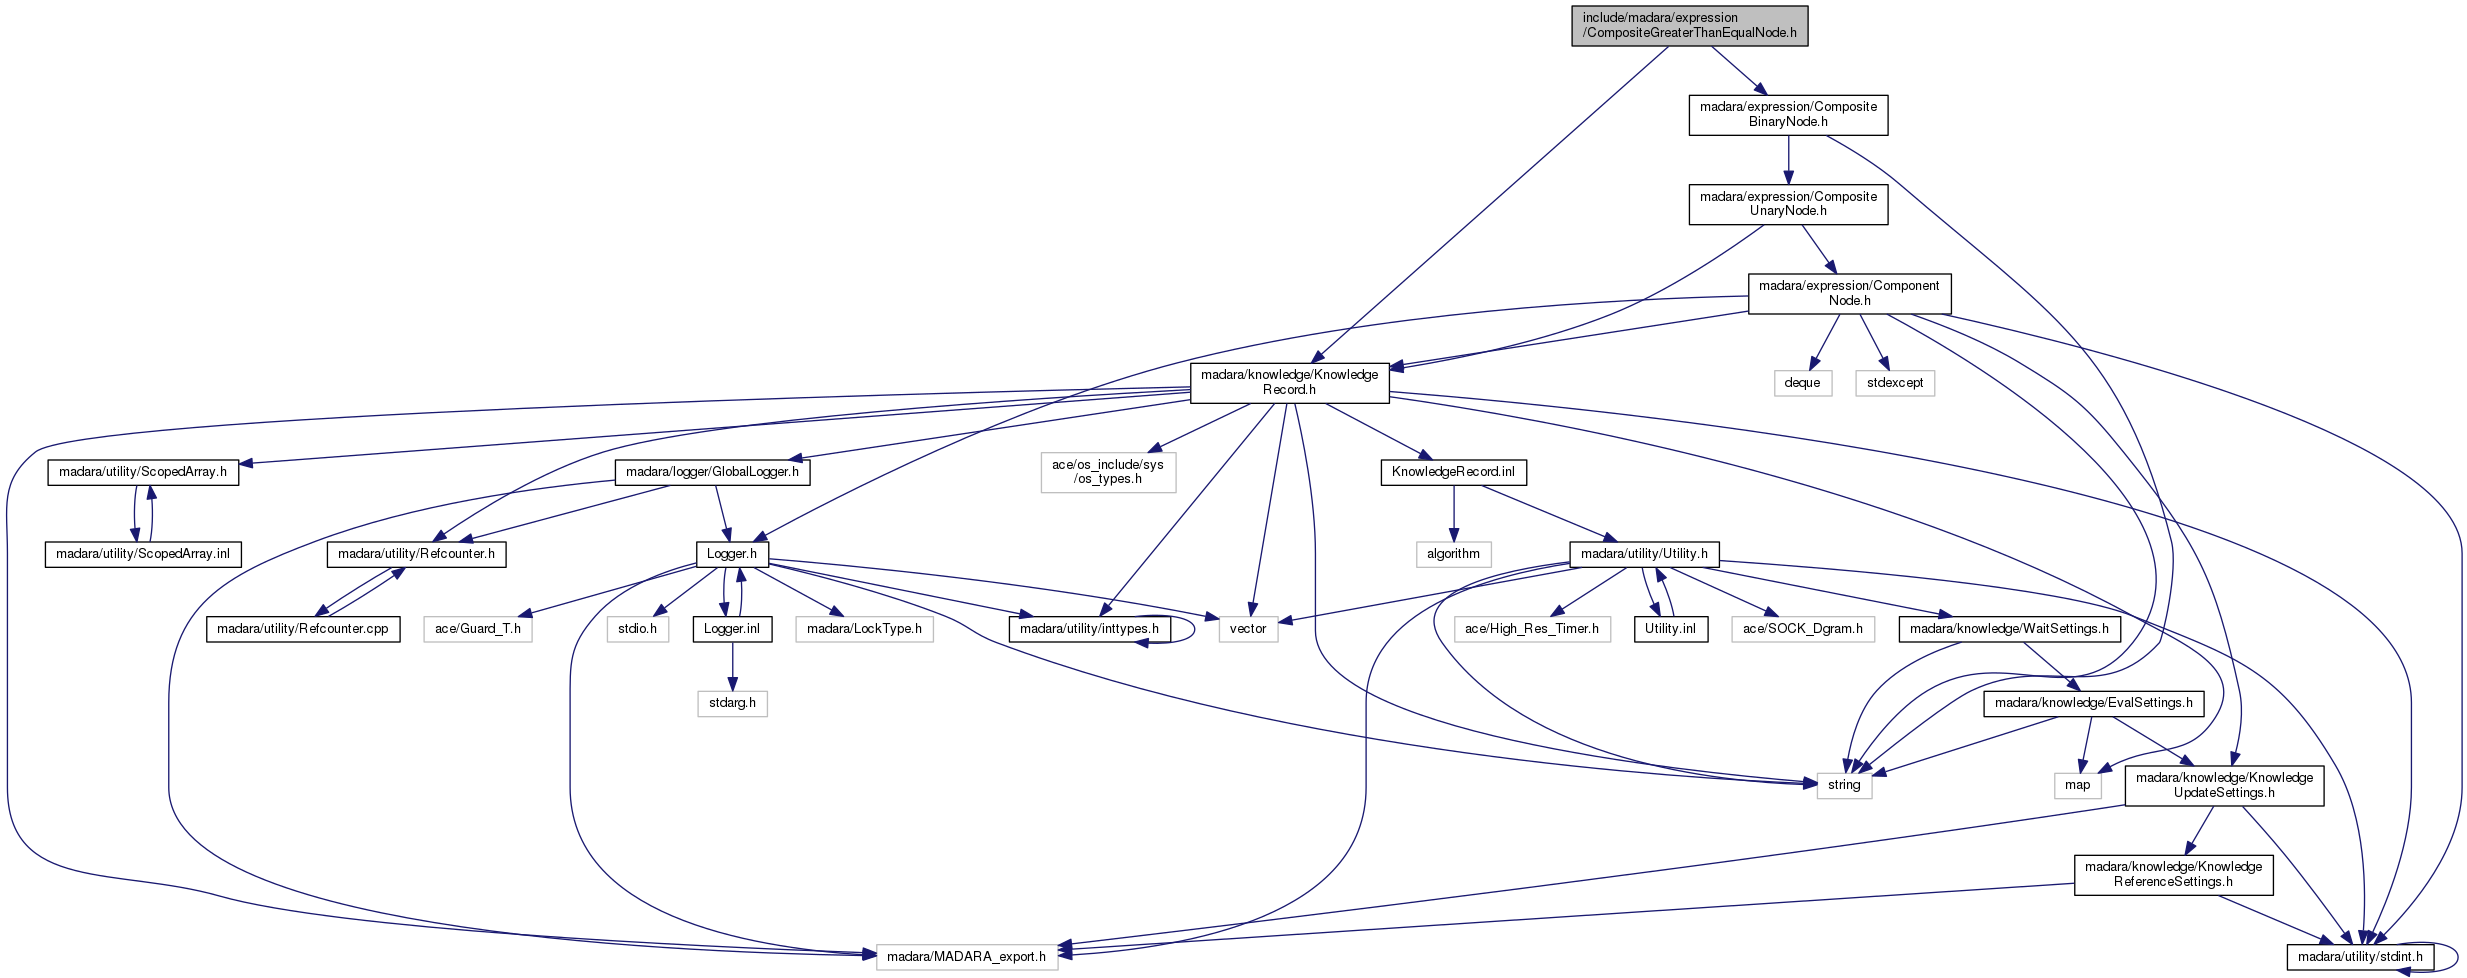 include/madara/expression
/CompositeGreaterThanEqualNode.h
madara/expression/Composite
BinaryNode.h
madara/expression/Composite
UnaryNode.h
madara/expression/Component
Node.h
madara/knowledge/Knowledge
Record.h
deque
stdexcept
madara/utility/ScopedArray.h
madara/logger/GlobalLogger.h
ace/os_include/sys
/os_types.h
KnowledgeRecord.inl
madara/utility/ScopedArray.inl
madara/utility/Refcounter.h
Logger.h
algorithm
madara/utility/Utility.h
madara/utility/Refcounter.cpp
ace/Guard_T.h
stdio.h
Logger.inl
madara/LockType.h
madara/utility/inttypes.h
vector
ace/High_Res_Timer.h
Utility.inl
ace/SOCK_Dgram.h
madara/knowledge/WaitSettings.h
stdarg.h
madara/knowledge/EvalSettings.h
string
map
madara/knowledge/Knowledge
UpdateSettings.h
madara/knowledge/Knowledge
ReferenceSettings.h
madara/MADARA_export.h
madara/utility/stdint.h